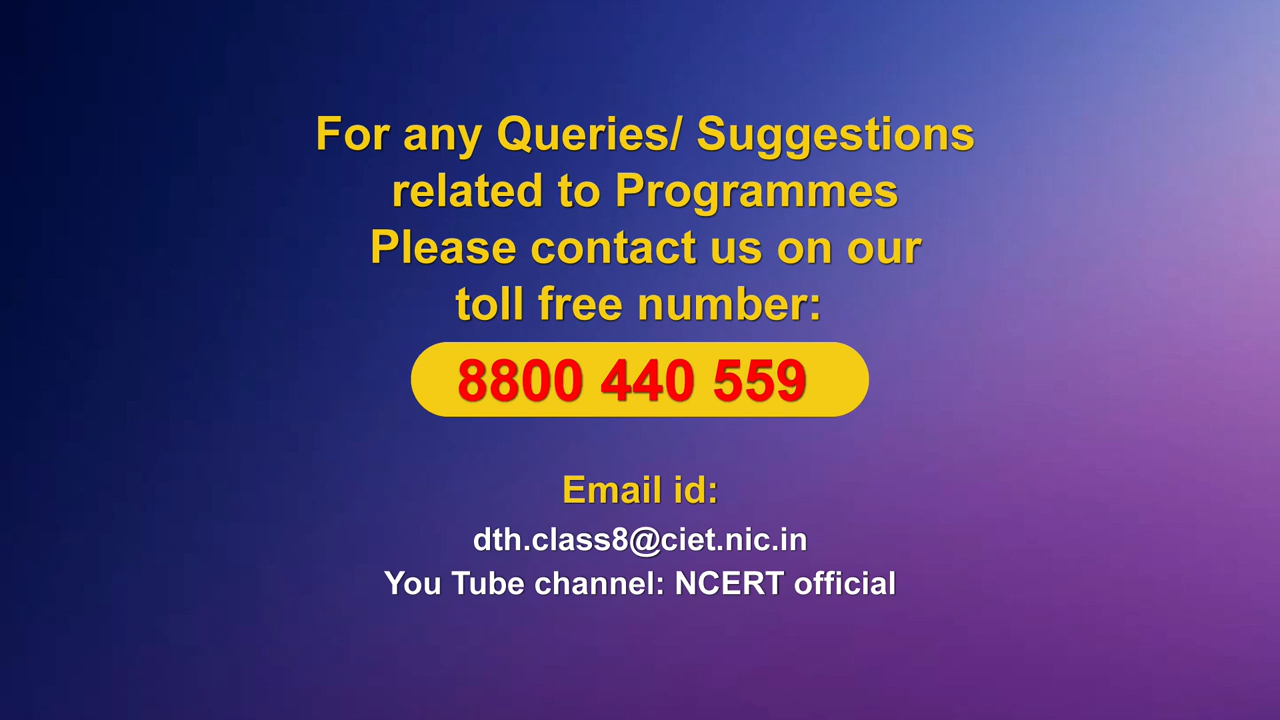 For any Queries/ Suggestions
related to Programmes
Please contact us on our
toll free number:
8800 440 559
Email id:
dth.class8@ciet.nic.in
You Tube channel: NCERT official